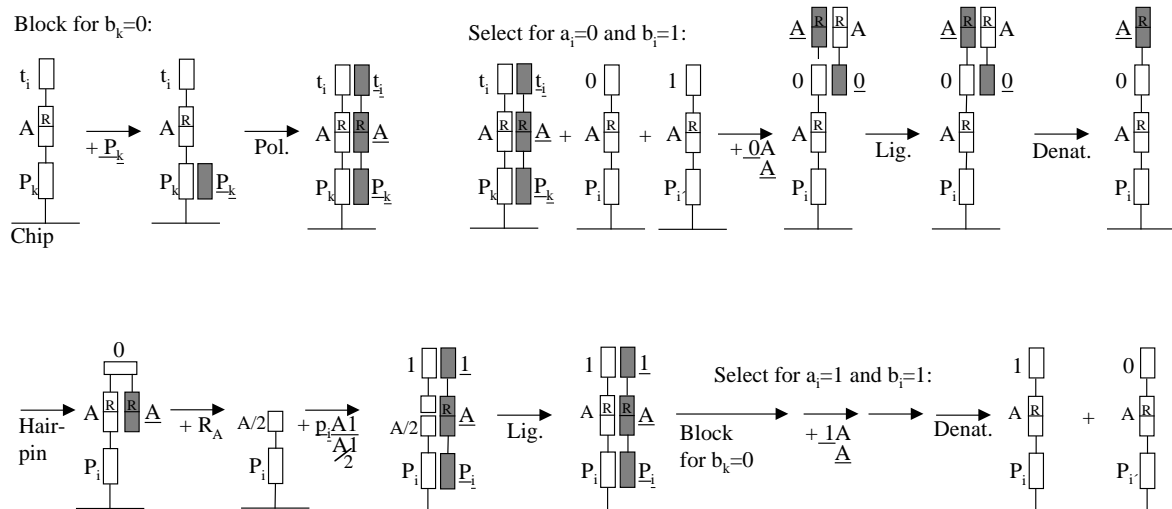 Block for b_k=0:
t_i
A
R
P_k
Chip
+ P_k
t_i
A
R
P_k
P_k
Pol.
t_i
t_i
A
R
R
A
P_k
P_k
Select for a_i=0 and b_i=1:
t_i
t_i
A
R
R
A
P_k
P_k
+
0
A
R
P_i
+
1
A
R
P_i´
+ 0A
A
A
R
R
A
0
0
A
R
P_i
Lig.
A
R
R
A
0
0
A
R
P_i
Denat.
A
R
0
A
R
P_i
Hair-
pin
0
A
R
R
A
P_i
+ R_A
A/2
P_i
+ p_iA1
A1
/2
1
1
R
A
A/2
P_i
P_i
Lig.
1
1
A
R
R
A
P_i
P_i
Block
for b_k=0
Select for a_i=1 and b_i=1:
+ 1A
A
Denat.
1
A
R
P_i
+
0
A
R
P_i´